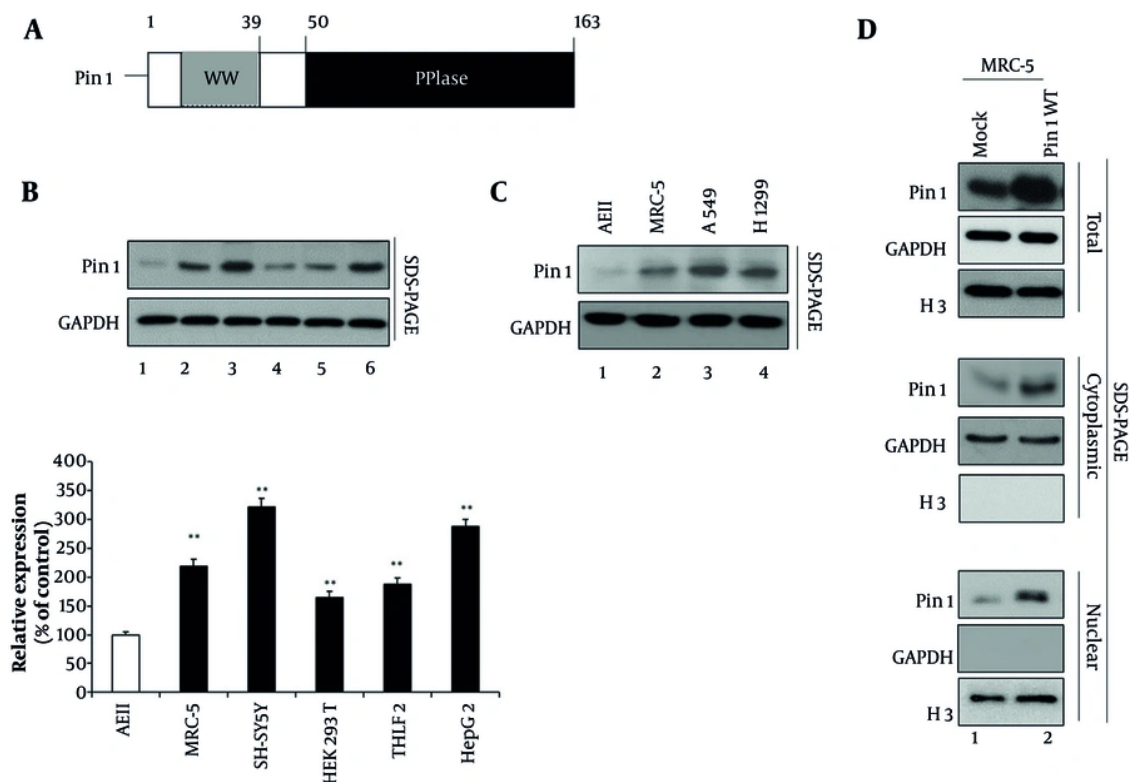 A
1 39 50 163
Pin 1
WW
PPlase
B
Pin 1
GAPDH
SDS-PAGE
1 2 3 4 5 6
Relative expression
(% of control)
400
350
300
250
200
150
100
50
0
** ** ** ** **
AEII
MRC-5
SH-SY5Y
HEK 293 T
THLF 2
HepG 2
C
AEII
MRC-5
A 549
H 1299
Pin 1
GAPDH
SDS-PAGE
1 2 3 4
D
MRC-5
Mock
Pin 1 WT
Pin 1
GAPDH
H 3
Total
Pin 1
GAPDH
H 3
Cytoplasmic
Pin 1
GAPDH
H 3
Nuclear
SDS-PAGE
1 2